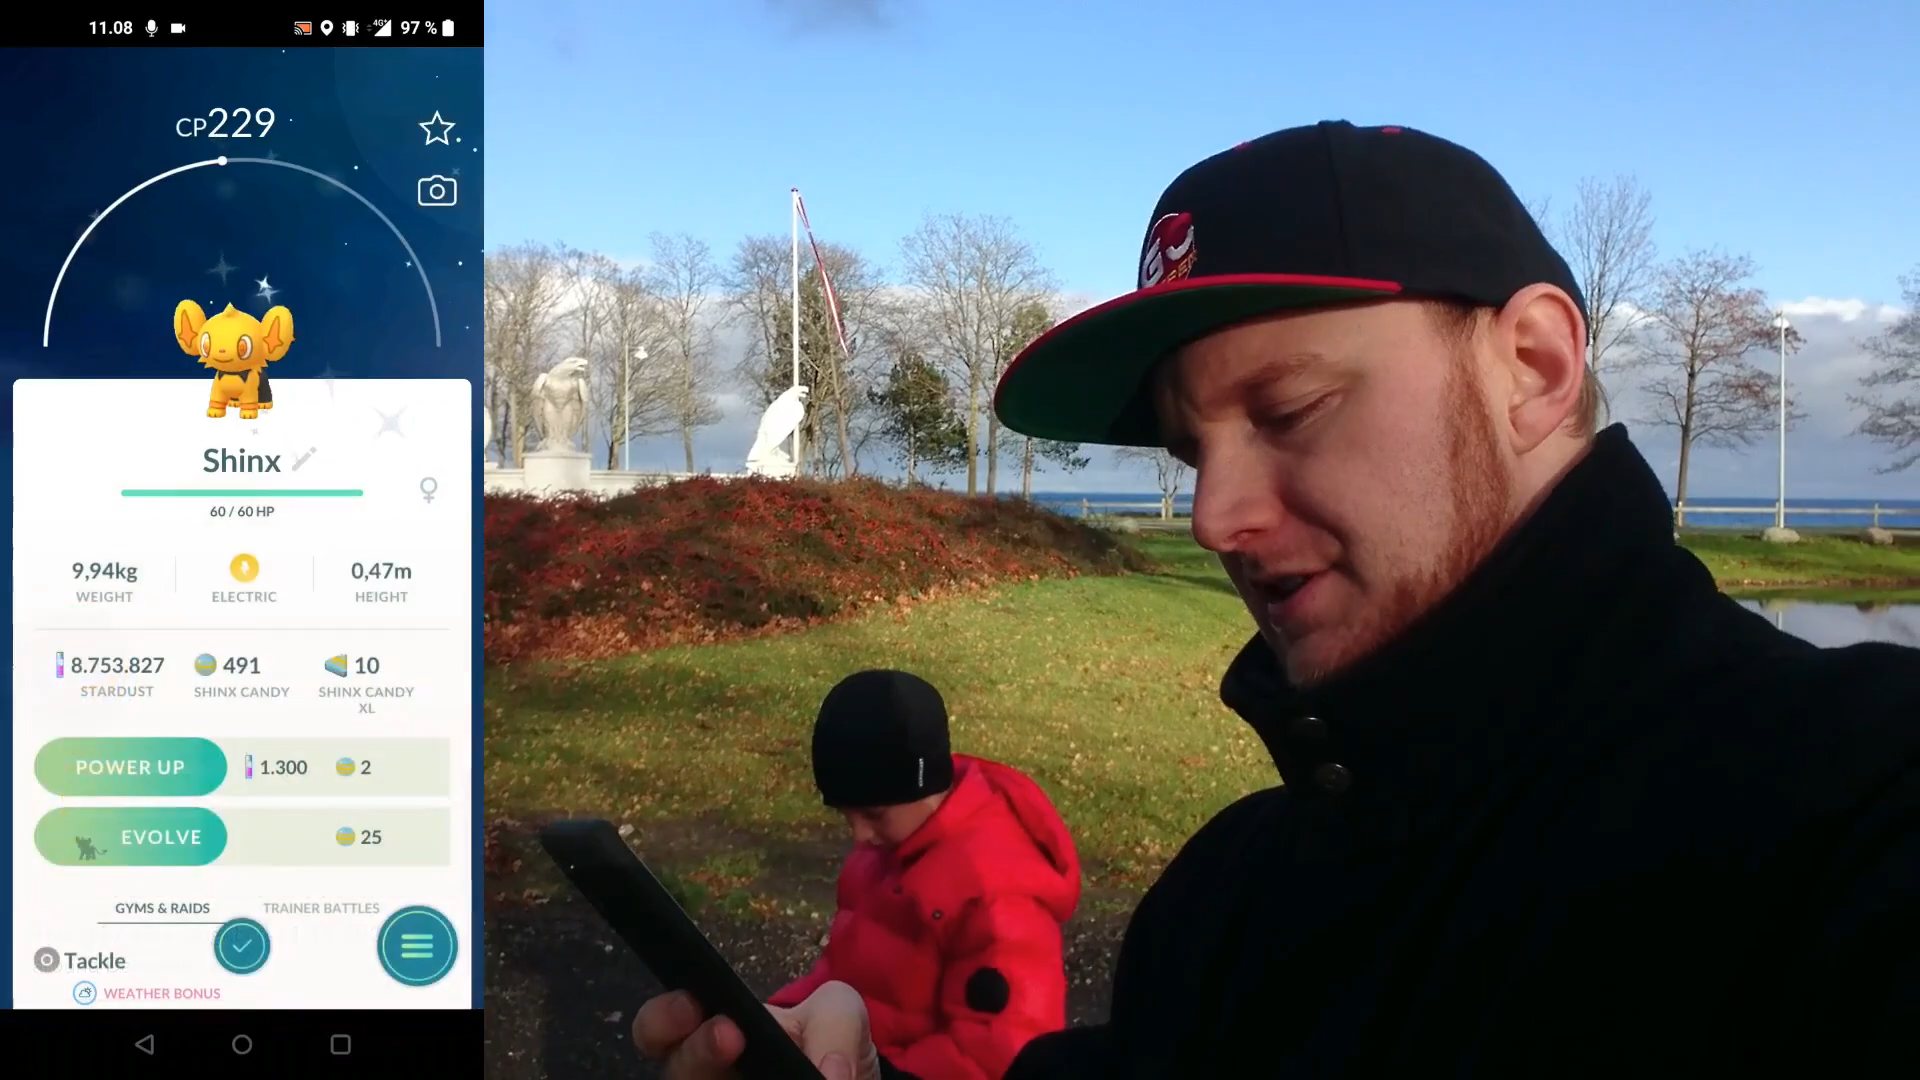 11.08
4G+ 97 %
CP229
Shinx
60 / 60 HP
9,94kg
WEIGHT
ELECTRIC
0,47m
HEIGHT
8.753.827
STARDUST
491
SHINX CANDY
10
SHINX CANDY
XL
POWER UP 1.300 2
EVOLVE 25
GYMS & RAIDS TRAINER BATTLES
Tackle
WEATHER BONUS
GO